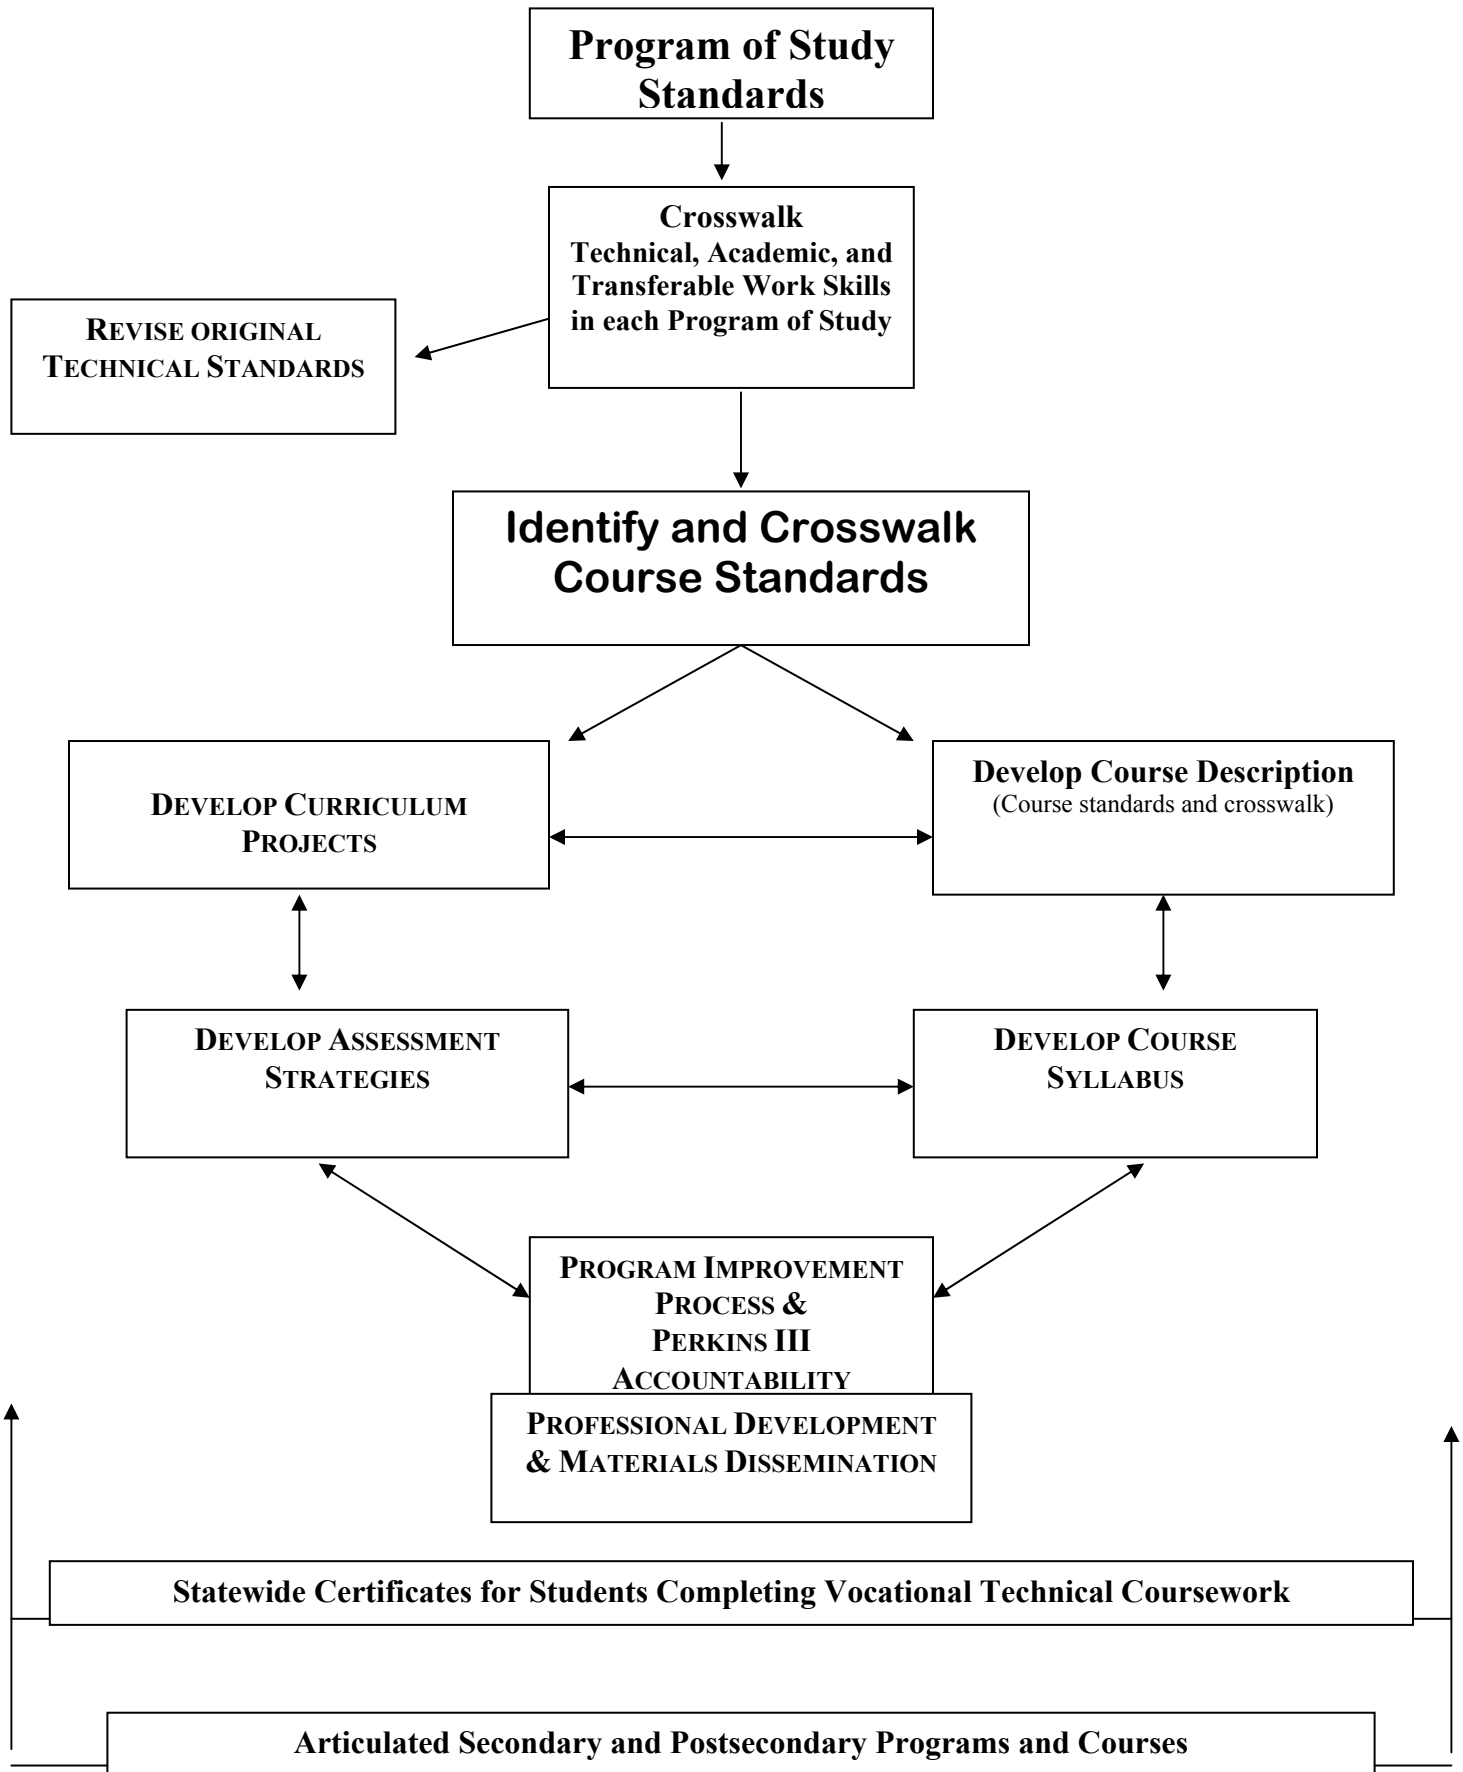 Program of Study
Standards
Crosswalk
Technical, Academic, and
Transferable Work Skills
in each Program of Study
REVISE ORIGINAL
TECHNICAL STANDARDS
Identify and Crosswalk
Course Standards
DEVELOP CURRICULUM
PROJECTS
Develop Course Description
(Course standards and crosswalk)
DEVELOP ASSESSMENT
STRATEGIES
DEVELOP COURSE
SYLLABUS
PROGRAM IMPROVEMENT
PROCESS &
PERKINS III
ACCOUNTABILITY
PROFESSIONAL DEVELOPMENT
& MATERIALS DISSEMINATION
Statewide Certificates for Students Completing Vocational Technical Coursework
Articulated Secondary and Postsecondary Programs and Courses